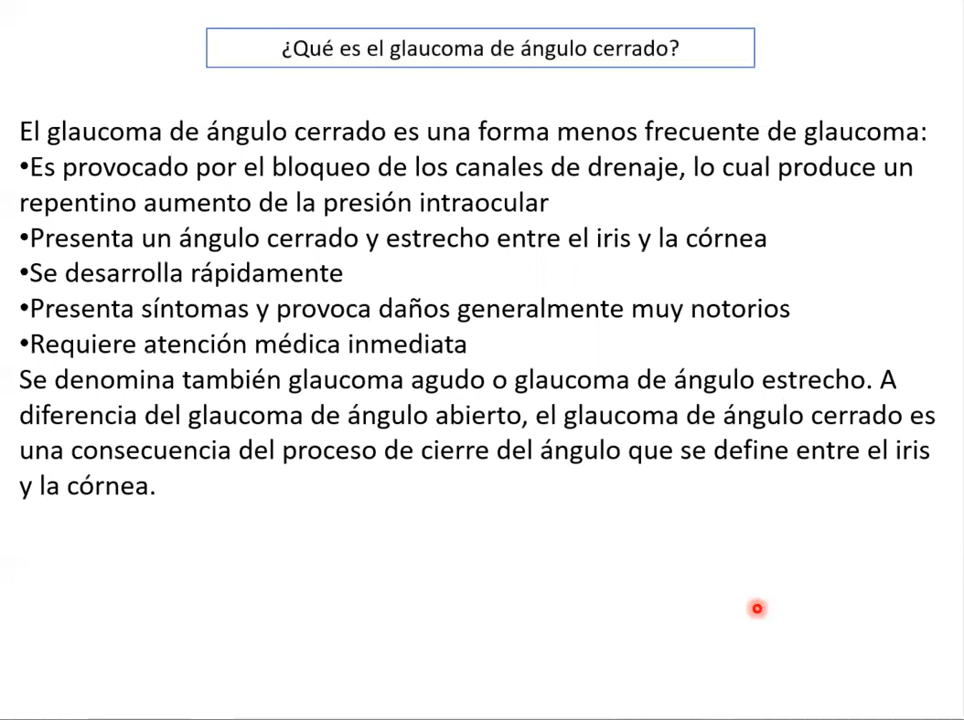 ¿Qué es el glaucoma de ángulo cerrado?
El glaucoma de ángulo cerrado es una forma menos frecuente de glaucoma:
•Es provocado por el bloqueo de los canales de drenaje, lo cual produce un
repentino aumento de la presión intraocular
•Presenta un ángulo cerrado y estrecho entre el iris y la córnea
•Se desarrolla rápidamente
•Presenta síntomas y provoca daños generalmente muy notorios
•Requiere atención médica inmediata
Se denomina también glaucoma agudo o glaucoma de ángulo estrecho. A
diferencia del glaucoma de ángulo abierto, el glaucoma de ángulo cerrado es
una consecuencia del proceso de cierre del ángulo que se define entre el iris
y la córnea.